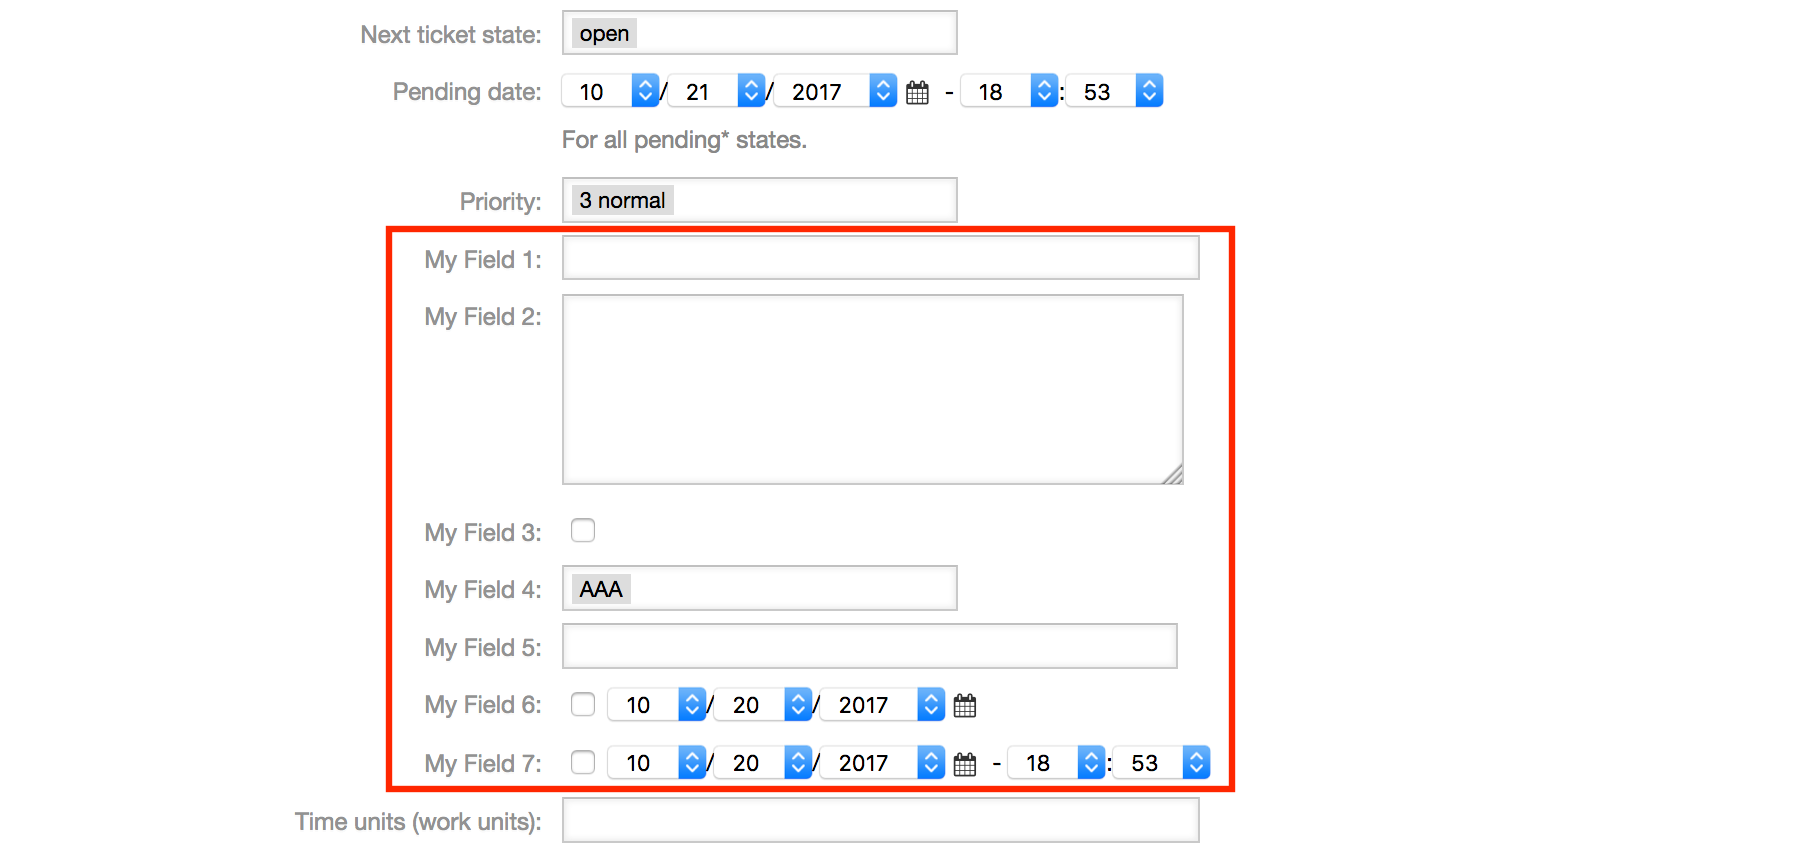 Next ticket state: open
Pending date: 10 / 21 / 2017 - 18 : 53
For all pending* states.
Priority: 3 normal
My Field 1:
My Field 2:
My Field 3:
My Field 4: AAA
My Field 5:
My Field 6: 10 / 20 / 2017
My Field 7: 10 / 20 / 2017 - 18 : 53
Time units (work units):